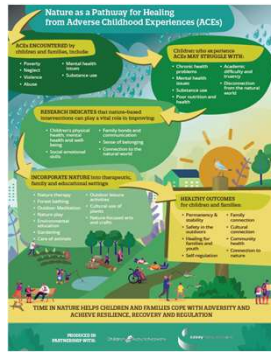 Nature as a Pathway for Healing
from Adverse Childhood Experiences (ACEs)
ACEs ENCOUNTERED by
children and families, include:
• Poverty
• Neglect
• Violence
• Abuse
• Mental health
issues
• Substance use
Children who experience
ACEs MAY STRUGGLE WITH:
• Chronic health
problems
• Mental health
issues
• Substance use
• Poor nutrition and
health
• Academic
difficulty and
truancy
• Disconnection
from the natural
world
RESEARCH INDICATES that nature-based
interventions can play a vital role in improving:
• Children's physical
health, mental
health and well-
being
• Social emotional
skills
• Family bonds and
communication
• Sense of belonging
• Connection to the
natural world
INCORPORATE NATURE into therapeutic,
family and educational settings
• Nature therapy
• Forest bathing
• Outdoor Meditation
• Nature play
• Environmental
education
• Gardening
• Care of animals
• Outdoor leisure
activities
• Cultural use of
plants
• Nature-focused arts
and crafts
HEALTHY OUTCOMES
for children and families
• Permanency &
stability
• Safety in the
outdoors
• Healing for
families and
youth
• Self-regulation
• Family
connection
• Cultural
connection
• Community
health
• Connection to
nature
TIME IN NATURE HELPS CHILDREN AND FAMILIES COPE WITH ADVERSITY AND
ACHIEVE RESILIENCE, RECOVERY AND REGULATION
PRODUCED IN
PARTNERSHIP WITH: